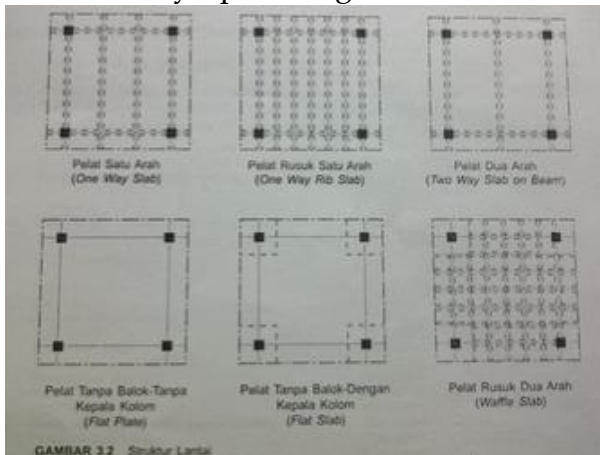 Pelat Satu Arah
(One Way Slab)
Pelat Rusuk Satu Arah
(One Way Rib Slab)
Pelat Dua Arah
(Two Way Slab on Beam)
Pelat Tanpa Balok-Tanpa
Kepala Kolom
(Flat Plate)
Pelat Tanpa Balok-Dengan
Kepala Kolom
(Flat Slab)
Pelat Rusuk Dua Arah
(Waffle Slab)
GAMBAR 3.2 Struktur Lantai